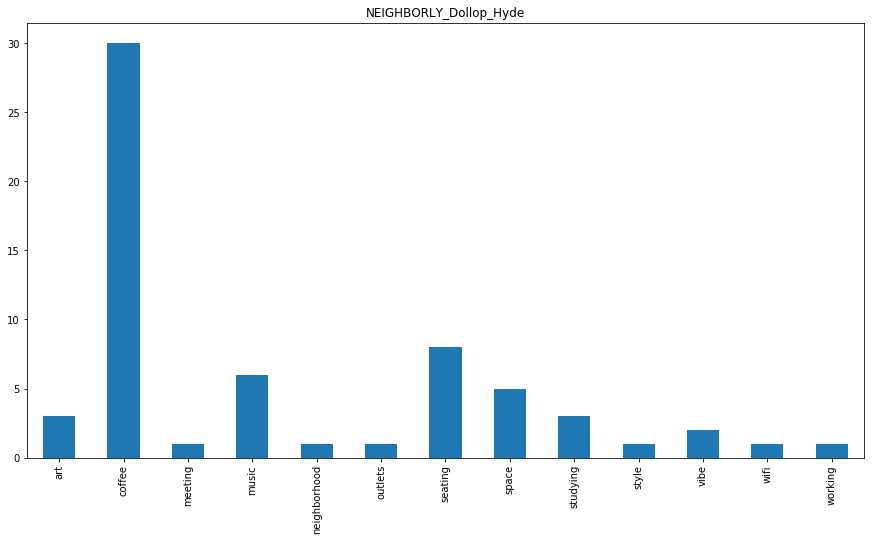 NEIGHBORLY_Dollop_Hyde
30
25
20
15
10
5
0
art
coffee
meeting
music
neighborhood
outlets
seating
space
studying
style
vibe
wifi
working